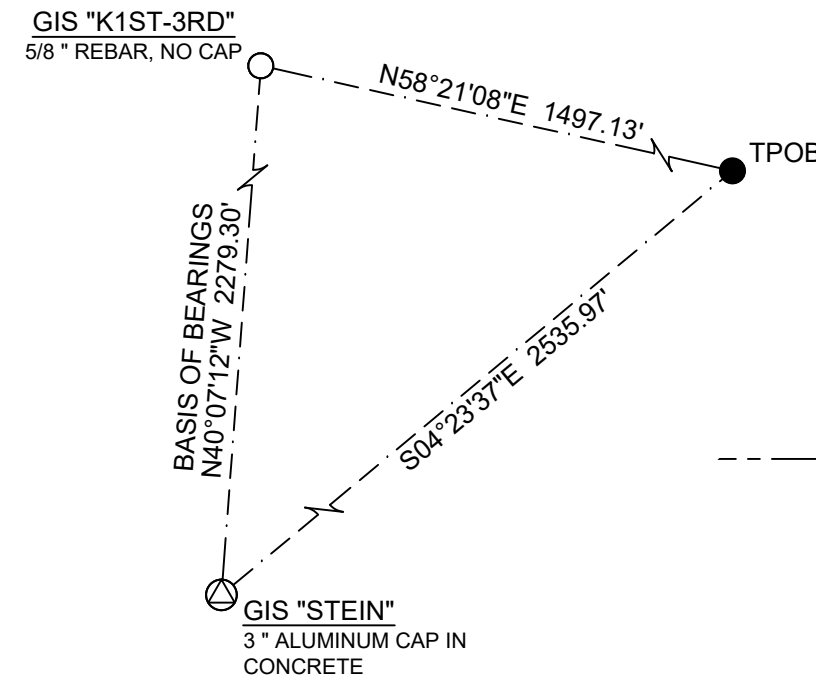 GIS "K1ST-3RD"
5/8 " REBAR, NO CAP
N58°21'08"E 1497.13'
TPOB
BASIS OF BEARINGS
N40°07'12"W 2279.30'
S04°23'37"E 2535.97'
GIS "STEIN"
3 " ALUMINUM CAP IN
CONCRETE